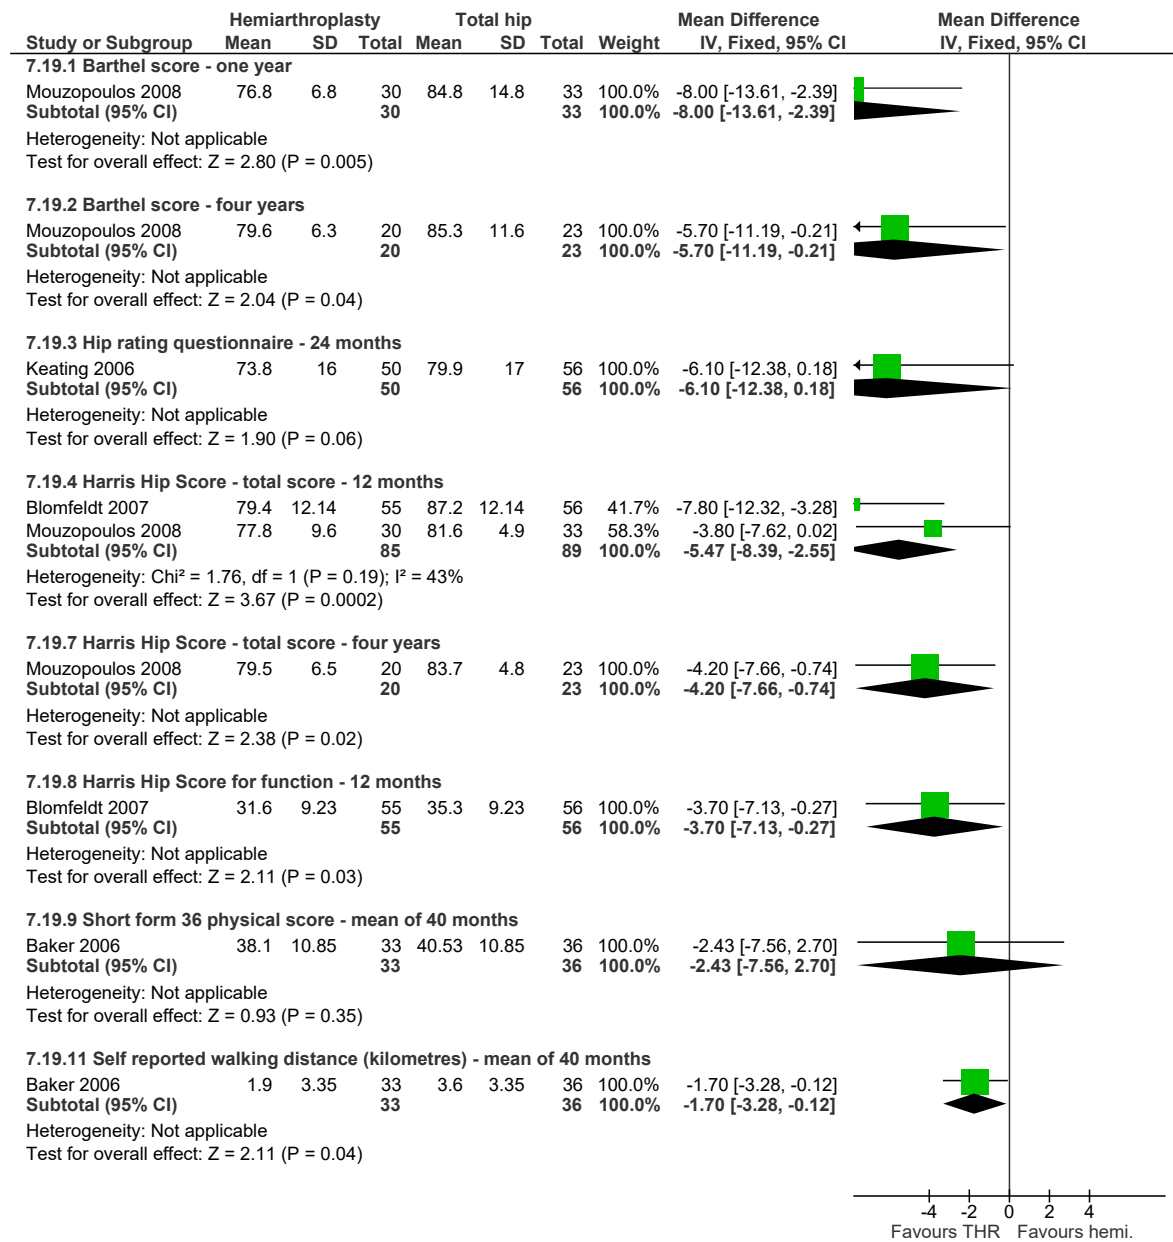 Hemiarthroplasty Total hip Mean Difference Mean Difference
Study or Subgroup Mean SD Total Mean SD Total Weight IV, Fixed, 95% CI IV, Fixed, 95% CI
7.19.1 Barthel score - one year
Mouzopoulos 2008 76.8 6.8 30 84.8 14.8 33 100.0% -8.00 [-13.61, -2.39]
Subtotal (95% CI) 30 33 100.0% -8.00 [-13.61, -2.39]
Heterogeneity: Not applicable
Test for overall effect: Z = 2.80 (P = 0.005)
7.19.2 Barthel score - four years
Mouzopoulos 2008 79.6 6.3 20 85.3 11.6 23 100.0% -5.70 [-11.19, -0.21]
Subtotal (95% CI) 20 23 100.0% -5.70 [-11.19, -0.21]
Heterogeneity: Not applicable
Test for overall effect: Z = 2.04 (P = 0.04)
7.19.3 Hip rating questionnaire - 24 months
Keating 2006 73.8 16 50 79.9 17 56 100.0% -6.10 [-12.38, 0.18]
Subtotal (95% CI) 50 56 100.0% -6.10 [-12.38, 0.18]
Heterogeneity: Not applicable
Test for overall effect: Z = 1.90 (P = 0.06)
7.19.4 Harris Hip Score - total score - 12 months
Blomfeldt 2007 79.4 12.14 55 87.2 12.14 56 41.7% -7.80 [-12.32, -3.28]
Mouzopoulos 2008 77.8 9.6 30 81.6 4.9 33 58.3% -3.80 [-7.62, 0.02]
Subtotal (95% CI) 85 89 100.0% -5.47 [-8.39, -2.55]
Heterogeneity: Chi² = 1.76, df = 1 (P = 0.19); I² = 43%
Test for overall effect: Z = 3.67 (P = 0.0002)
7.19.7 Harris Hip Score - total score - four years
Mouzopoulos 2008 79.5 6.5 20 83.7 4.8 23 100.0% -4.20 [-7.66, -0.74]
Subtotal (95% CI) 20 23 100.0% -4.20 [-7.66, -0.74]
Heterogeneity: Not applicable
Test for overall effect: Z = 2.38 (P = 0.02)
7.19.8 Harris Hip Score for function - 12 months
Blomfeldt 2007 31.6 9.23 55 35.3 9.23 56 100.0% -3.70 [-7.13, -0.27]
Subtotal (95% CI) 55 56 100.0% -3.70 [-7.13, -0.27]
Heterogeneity: Not applicable
Test for overall effect: Z = 2.11 (P = 0.03)
7.19.9 Short form 36 physical score - mean of 40 months
Baker 2006 38.1 10.85 33 40.53 10.85 36 100.0% -2.43 [-7.56, 2.70]
Subtotal (95% CI) 33 36 100.0% -2.43 [-7.56, 2.70]
Heterogeneity: Not applicable
Test for overall effect: Z = 0.93 (P = 0.35)
7.19.11 Self reported walking distance (kilometres) - mean of 40 months
Baker 2006 1.9 3.35 33 3.6 3.35 36 100.0% -1.70 [-3.28, -0.12]
Subtotal (95% CI) 33 36 100.0% -1.70 [-3.28, -0.12]
Heterogeneity: Not applicable
Test for overall effect: Z = 2.11 (P = 0.04)
-4 -2 0 2 4
Favours THR Favours hemi.